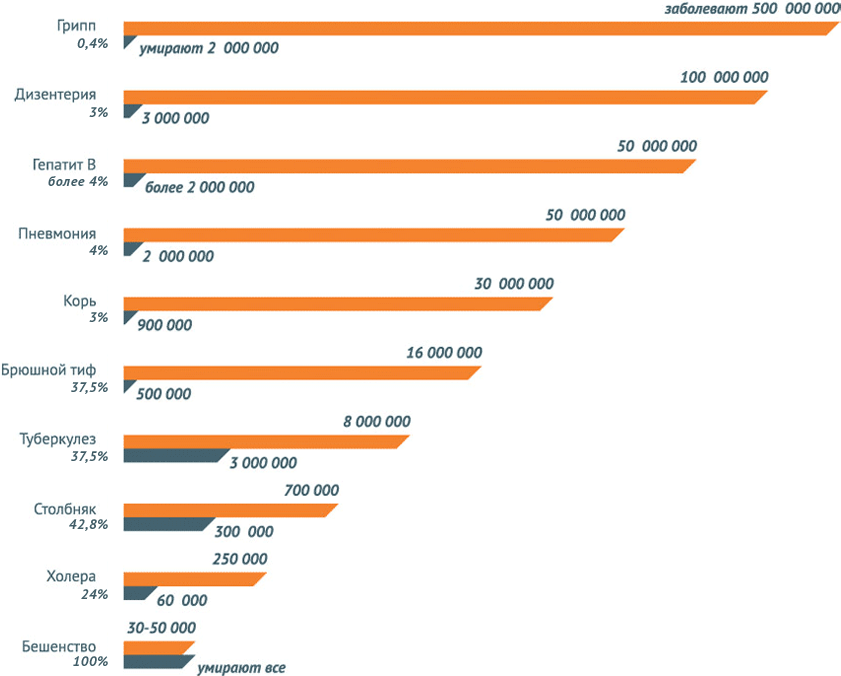 заболевают 500 000 000
Грипп
0,4%
умирают 2 000 000
100 000 000
Дизентерия
3%
3 000 000
50 000 000
Гепатит В
более 4%
более 2 000 000
50 000 000
Пневмония
4%
2 000 000
30 000 000
Корь
3%
900 000
16 000 000
Брюшной тиф
37,5%
500 000
8 000 000
Туберкулез
37,5%
3 000 000
700 000
Столбняк
42,8%
300 000
250 000
Холера
24%
60 000
30-50 000
Бешенство
100%
умирают все